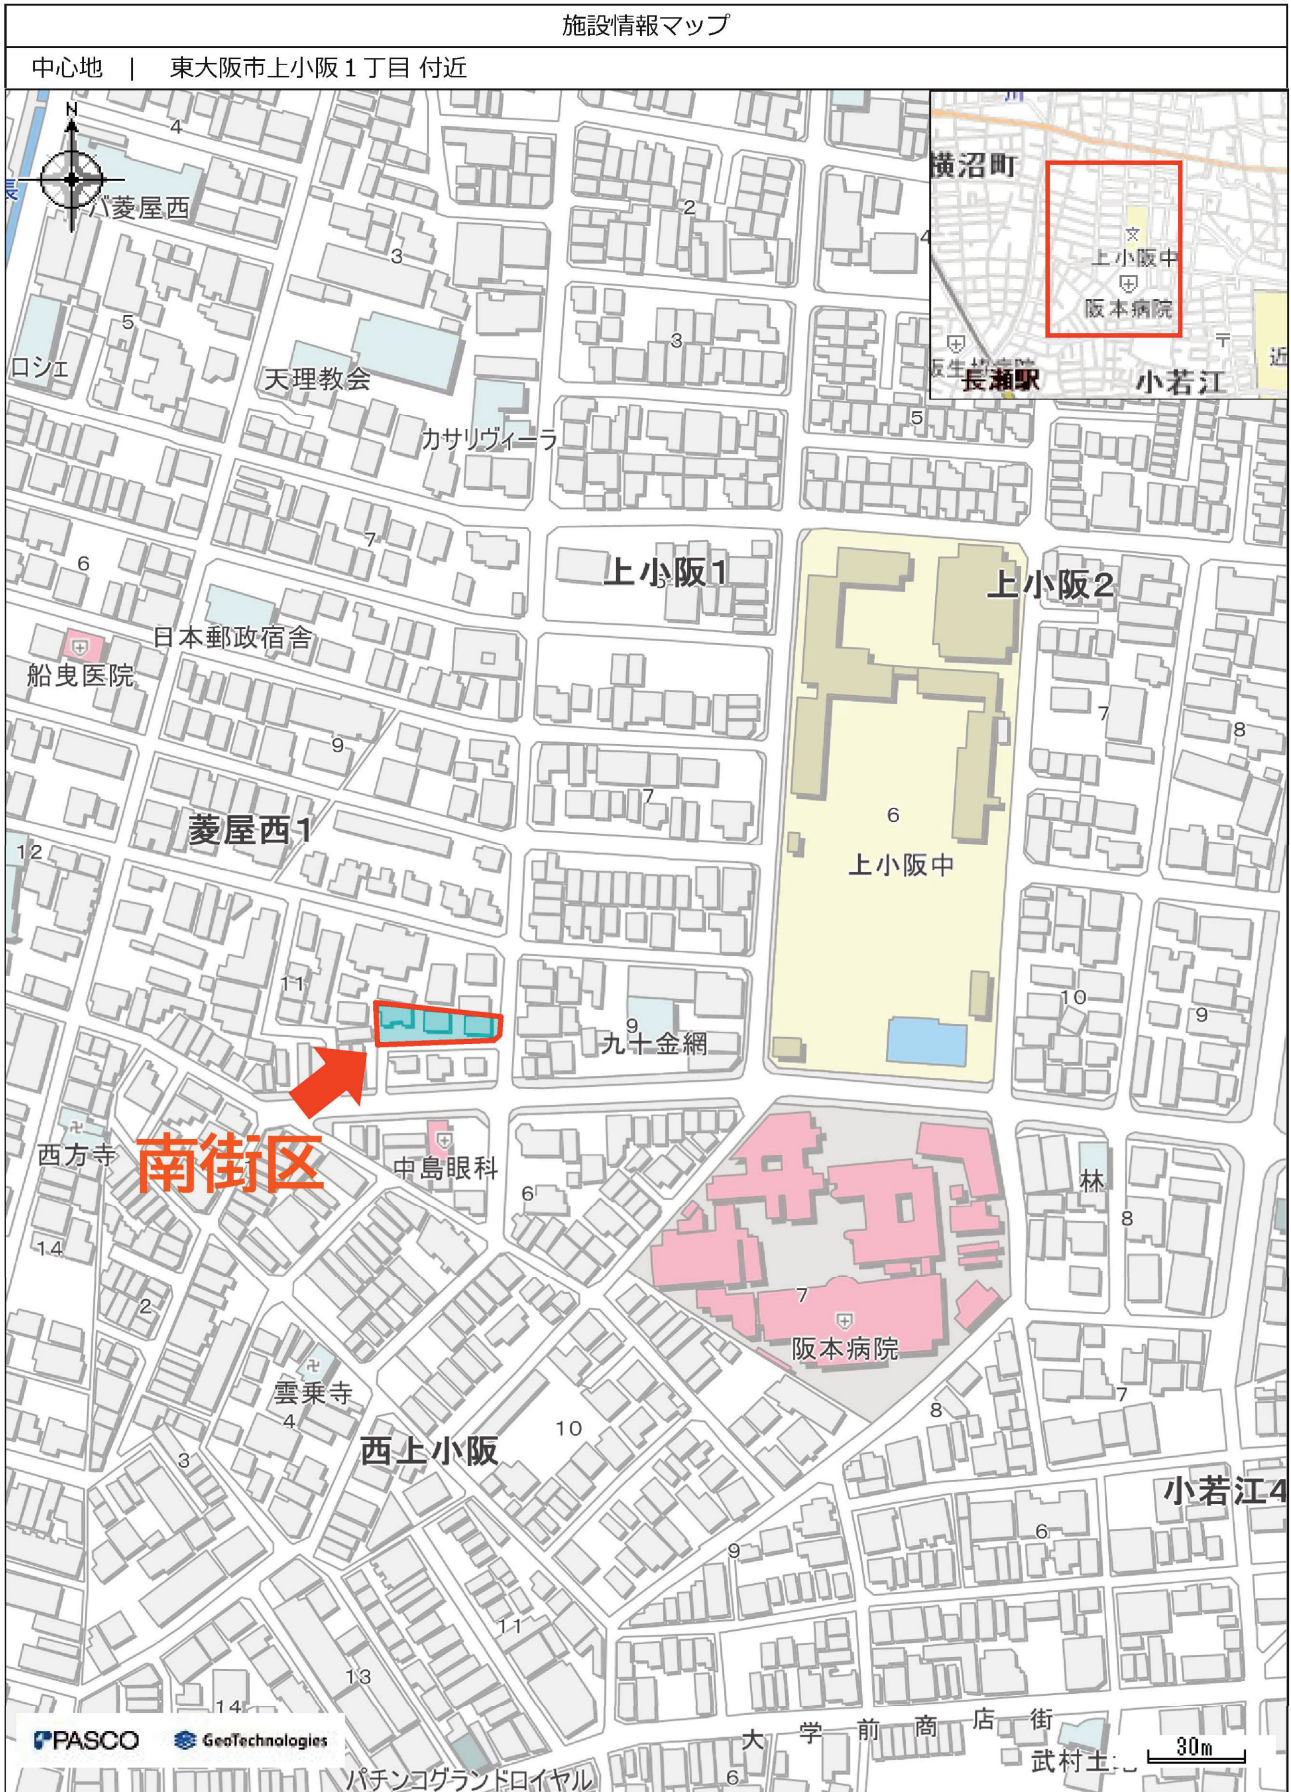 施設情報マップ
中心地 | 東大阪市上小阪1丁目 付近
N
4
バ菱屋西
2
4
川
横沼町
文
上小阪中
阪本病院
〒
長瀬駅
小若江
近
長
3
5
ロシェ
天理教会
3
カサリヴィーラ
5
7
6
上小阪1
上小阪2
日本郵政宿舎
船曳医院
9
7
8
7
菱屋西1
6
12
上小阪中
11
10
9
9
九十金網
西方寺
南街区
中島眼科
6
林
8
14
2
7
阪本病院
雲乗寺
4
7
8
10
西上小阪
3
小若江4
6
9
11
13
14
大学前商店街
PASCO
GeoTechnologies
武村土
30m
パチンコグランドロイヤル
6